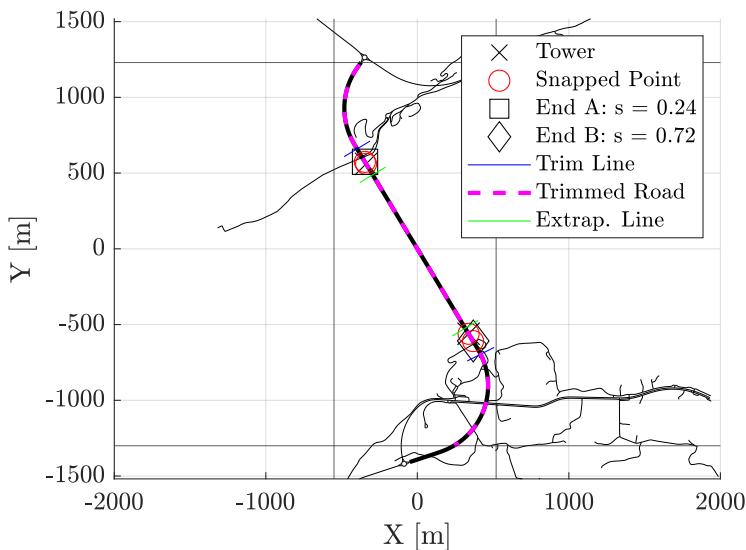 1500
1000
500
0
-500
-1000
-1500
Y [m]
Tower
Snapped Point
End A: s = 0.24
End B: s = 0.72
Trim Line
Trimmed Road
Extrap. Line
-2000 -1000 0 1000 2000
X [m]